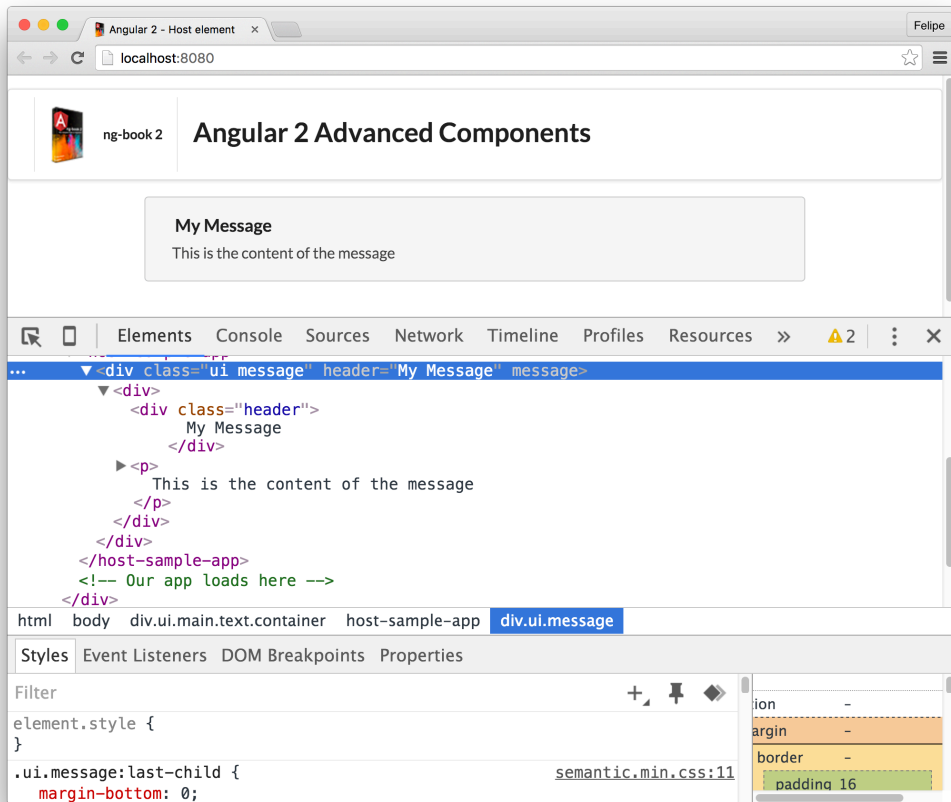 Angular 2 - Host element
Felipe
localhost:8080
ng-book 2
Angular 2 Advanced Components
My Message
This is the content of the message
Elements Console Sources Network Timeline Profiles Resources » 2
<div class="ui message" header="My Message" message>
<div>
<div class="header">
My Message
</div>
<p>
This is the content of the message
</p>
</div>
</div>
</host-sample-app>
<!-- Our app loads here -->
</div>
html body div.ui.main.text.container host-sample-app div.ui.message
Styles Event Listeners DOM Breakpoints Properties
Filter
element.style {
}
.ui.message:last-child { semantic.min.css:11
margin-bottom: 0;
ion -
argin -
border -
padding 16